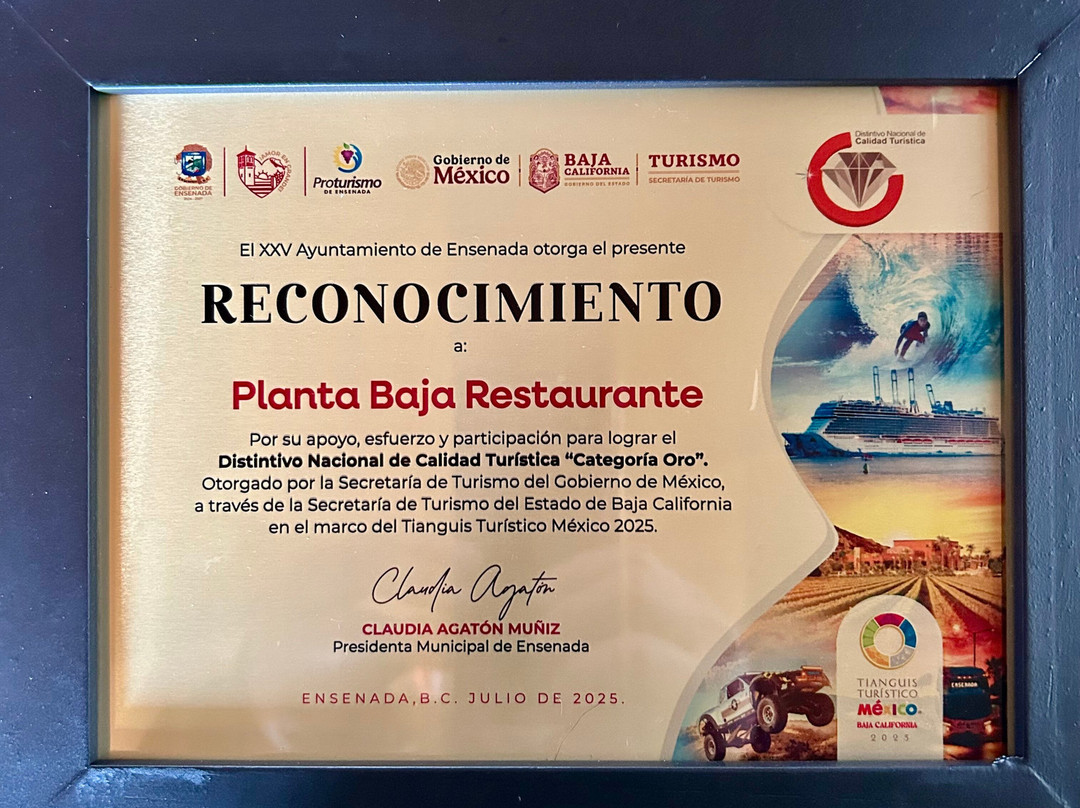 GOBIERNO DE
ENSENADA
Proturismo
DE ENSENADA
Gobierno de
México
BAJA
CALIFORNIA
GOBIERNO DEL ESTADO
TURISMO
SECRETARÍA DE TURISMO
Distintivo Nacional de
Calidad Turística
El XXV Ayuntamiento de Ensenada otorga el presente
RECONOCIMIENTO
a:
Planta Baja Restaurante
Por su apoyo, esfuerzo y participación para lograr el
Distintivo Nacional de Calidad Turística “Categoría Oro”.
Otorgado por la Secretaría de Turismo del Gobierno de México,
a través de la Secretaría de Turismo del Estado de Baja California
en el marco del Tianguis Turístico México 2025.
Claudia Agatón
CLAUDIA AGATÓN MUÑIZ
Presidenta Municipal de Ensenada
ENSENADA,B.C. JULIO DE 2025.
ENSENADA
TIANGUIS
TURÍSTICO
MéxICO
BAJA CALIFORNIA
2025